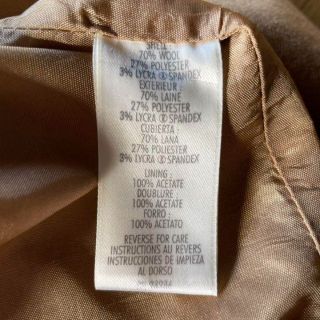 SHELL
70% WOOL
27% POLYESTER
3% LYCRA Ⓡ SPANDEX
EXTERIEUR :
70% LAINE
27% POLYESTER
3% LYCRA Ⓡ SPANDEX
CUBIERTA :
70% LANA
27% POLIESTER
3% LYCRA Ⓡ SPANDEX
LINING :
100% ACETATE
DOUBLURE :
100% ACETATE
FORRO :
100% ACETATO
REVERSE FOR CARE
INSTRUCTIONS AU REVERS
INSTRUCCIONES DE LIMPIEZA
AL DORSO